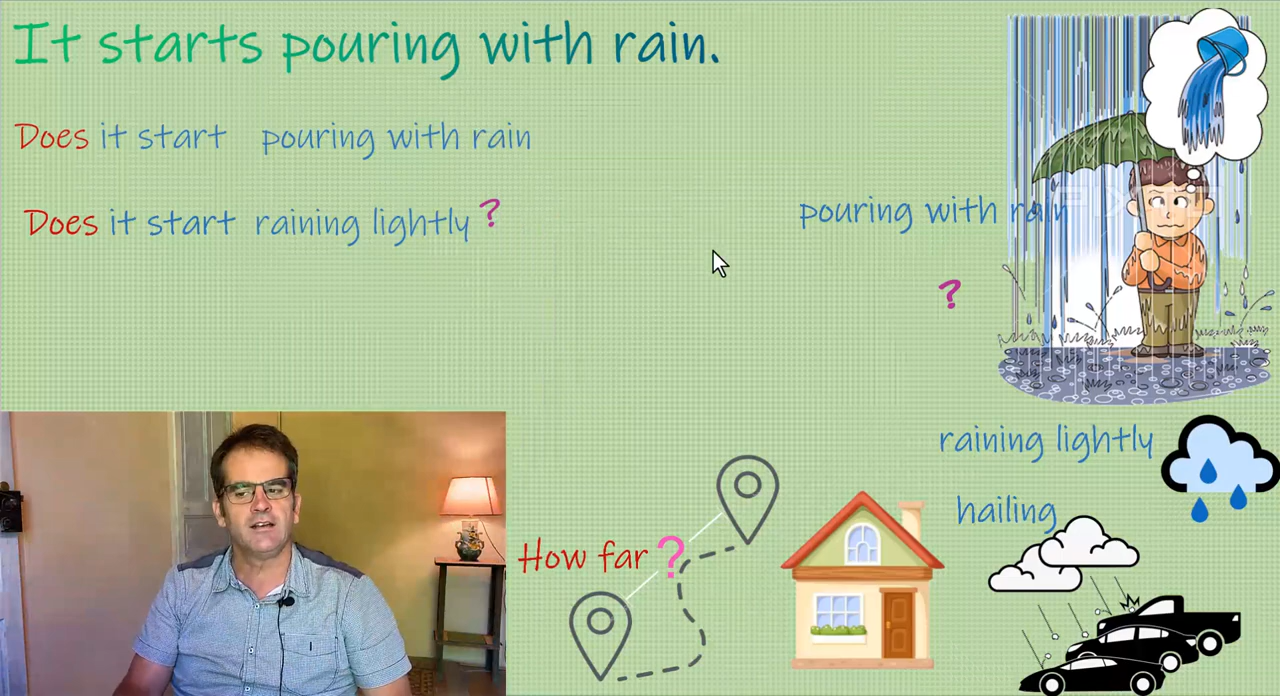 It starts pouring with rain.
Does it start pouring with rain
Does it start raining lightly ?
pouring with rain
?
raining lightly
hailing
How far ?